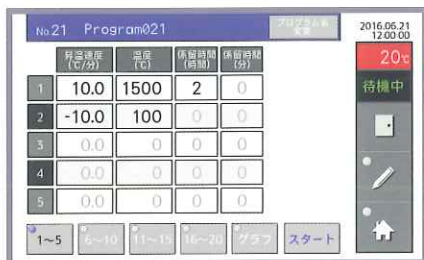 No.21 Program021
プログラム名
変更
2016.06.21
12:00:00
昇温速度
(℃/分)
温度
(℃)
係留時間
(時間)
係留時間
(分)
20℃
待機中
1 10.0 1500 2 0
2 -10.0 100 0 0
3 0.0 0 0 0
4 0.0 0 0 0
5 0.0 0 0 0
1~5 6~10 11~15 16~20 グラフ スタート